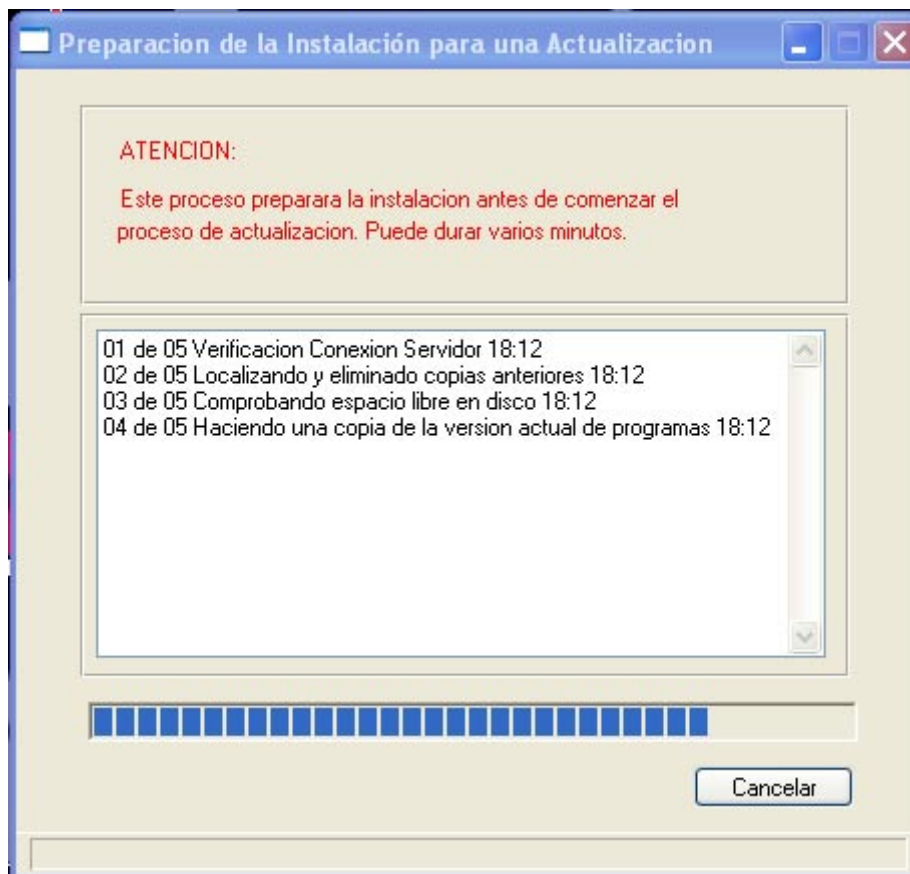 Preparacion de la Instalación para una Actualizacion
ATENCION:
Este proceso preparara la instalacion antes de comenzar el
proceso de actualizacion. Puede durar varios minutos.
01 de 05 Verificacion Conexion Servidor 18:12
02 de 05 Localizando y eliminado copias anteriores 18:12
03 de 05 Comprobando espacio libre en disco 18:12
04 de 05 Haciendo una copia de la version actual de programas 18:12
Cancelar